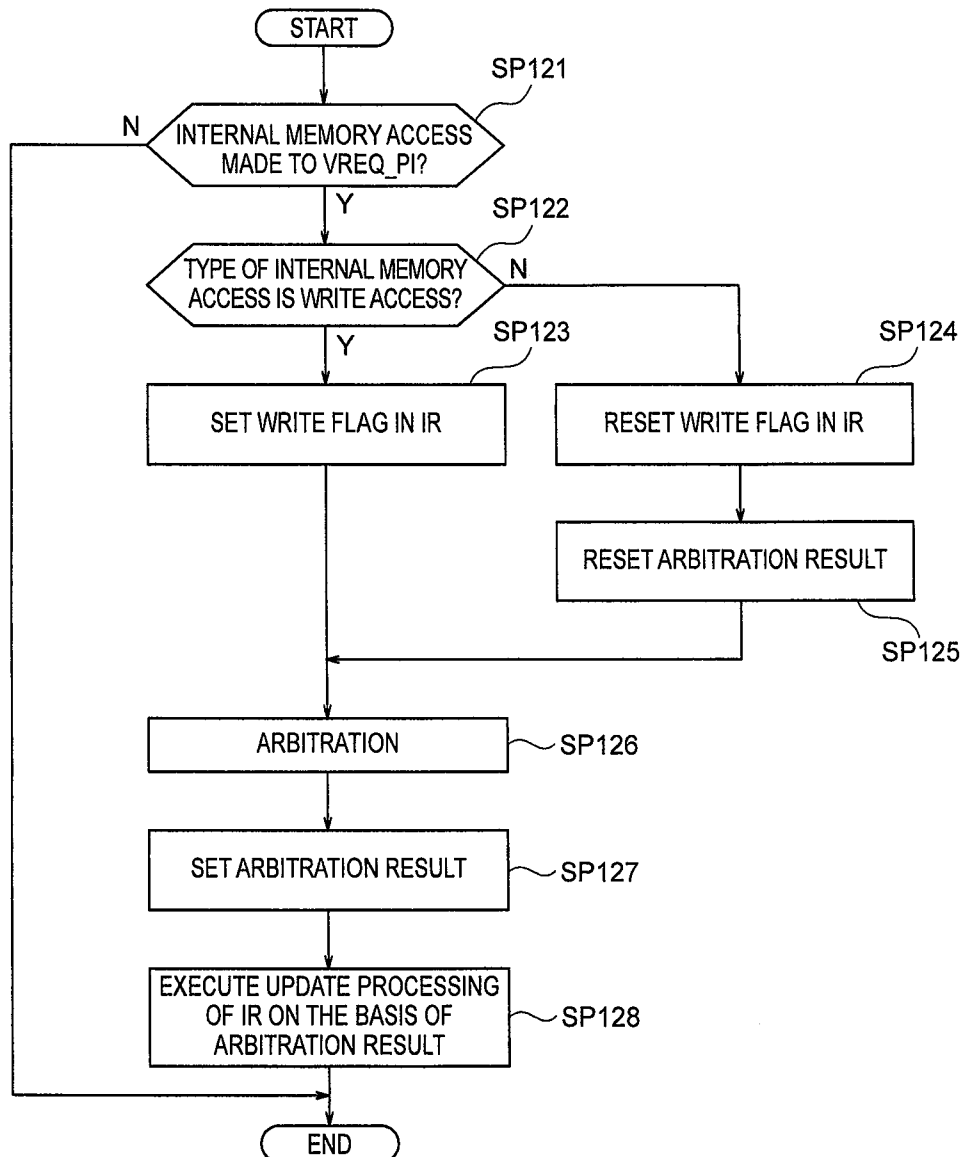 START
SP121
N
INTERNAL MEMORY ACCESS
MADE TO VREQ_PI?
Y
SP122
TYPE OF INTERNAL MEMORY
ACCESS IS WRITE ACCESS?
N
Y
SP123
SP124
SET WRITE FLAG IN IR
RESET WRITE FLAG IN IR
RESET ARBITRATION RESULT
SP125
ARBITRATION
SP126
SET ARBITRATION RESULT
SP127
EXECUTE UPDATE PROCESSING
OF IR ON THE BASIS OF
ARBITRATION RESULT
SP128
END